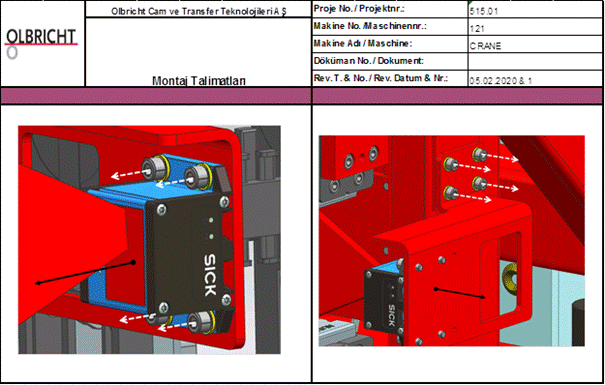 OLBRICHT
Olbricht Cam ve Transfer Teknolojileri A Ş
Montaj Talimatları
Proje No. / Projektnr.: 515.01
Makine No. /Maschinennr.: 121
Makine Adı / Maschine: CRANE
Döküman No. / Dokument:
Rev. T. & No. / Rev. Datum & Nr.: 05.02.2020 & 1
SICK
SICK